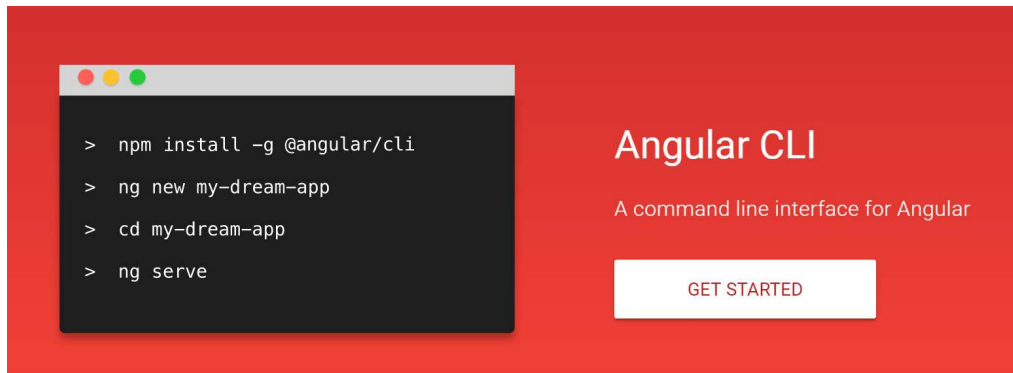 > npm install -g @angular/cli
> ng new my-dream-app
> cd my-dream-app
> ng serve
Angular CLI
A command line interface for Angular
GET STARTED